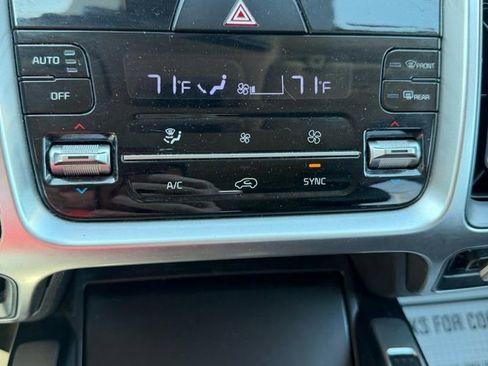 AUTO
71°F 71°F
FRONT
OFF
REAR
A/C SYNC
KS FOR CO